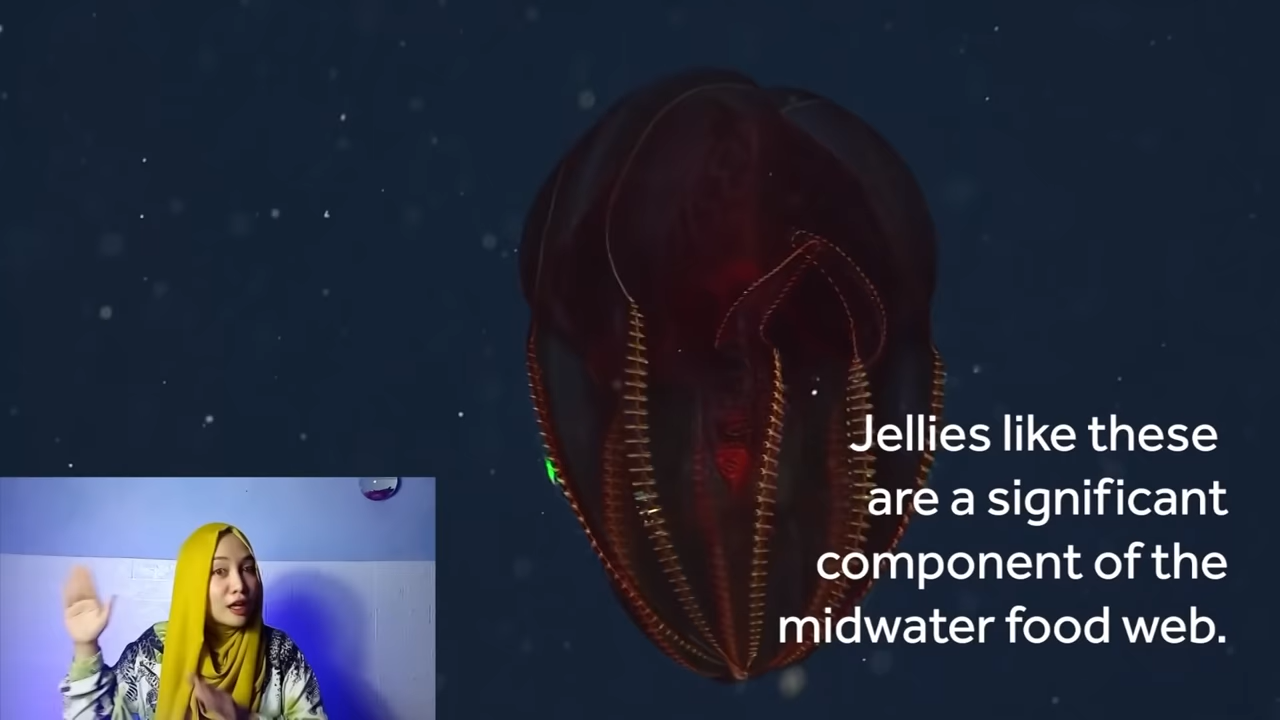 Jellies like these
are a significant
component of the
midwater food web.